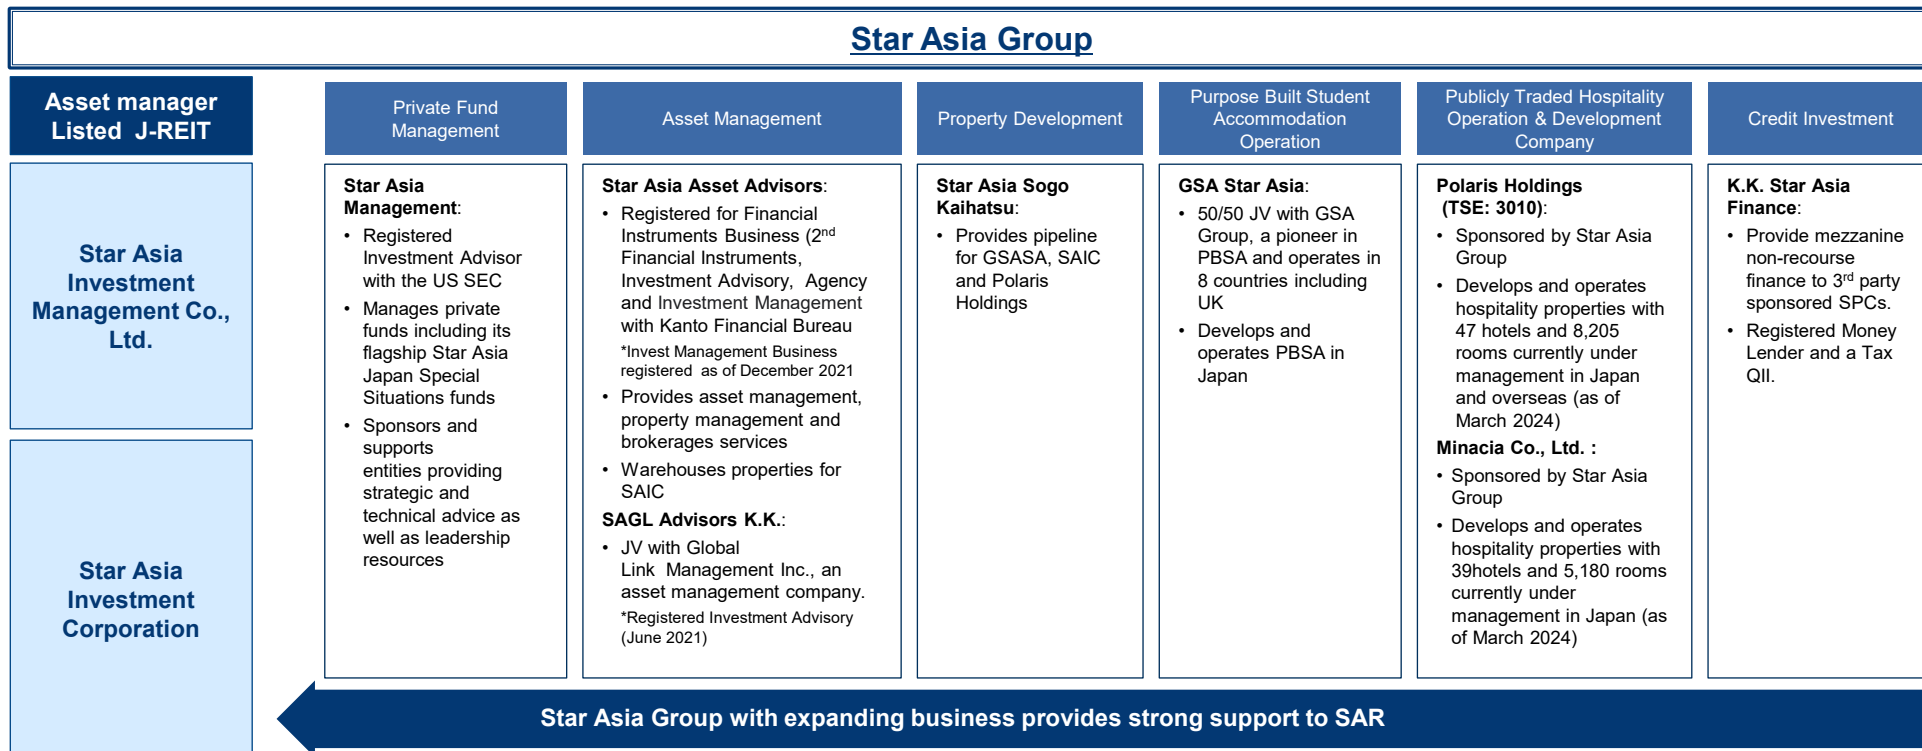 Star Asia Group
Asset manager
Listed J-REIT
Star Asia
Investment
Management Co.,
Ltd.
Star Asia
Investment
Corporation
Private Fund
Management
Star Asia
Management:
• Registered
Investment Advisor
with the US SEC
• Manages private
funds including its
flagship Star Asia
Japan Special
Situations funds
• Sponsors and
supports
entities providing
strategic and
technical advice as
well as leadership
resources
Asset Management
Star Asia Asset Advisors:
• Registered for Financial
Instruments Business (2nd
Financial Instruments,
Investment Advisory, Agency
and Investment Management
with Kanto Financial Bureau
*Invest Management Business
registered as of December 2021
• Provides asset management,
property management and
brokerages services
• Warehouses properties for
SAIC
SAGL Advisors K.K.:
• JV with Global
Link Management Inc., an
asset management company.
*Registered Investment Advisory
(June 2021)
Property Development
Star Asia Sogo
Kaihatsu:
• Provides pipeline
for GSASA, SAIC
and Polaris
Holdings
Purpose Built Student
Accommodation
Operation
GSA Star Asia:
• 50/50 JV with GSA
Group, a pioneer in
PBSA and operates in
8 countries including
UK
• Develops and
operates PBSA in
Japan
Publicly Traded Hospitality
Operation & Development
Company
Polaris Holdings
(TSE: 3010):
• Sponsored by Star Asia
Group
• Develops and operates
hospitality properties with
47 hotels and 8,205
rooms currently under
management in Japan
and overseas (as of
March 2024)
Minacia Co., Ltd. :
• Sponsored by Star Asia
Group
• Develops and operates
hospitality properties with
39hotels and 5,180 rooms
currently under
management in Japan (as
of March 2024)
Credit Investment
K.K. Star Asia
Finance:
• Provide mezzanine
non-recourse
finance to 3rd party
sponsored SPCs.
• Registered Money
Lender and a Tax
QII.
Star Asia Group with expanding business provides strong support to SAR